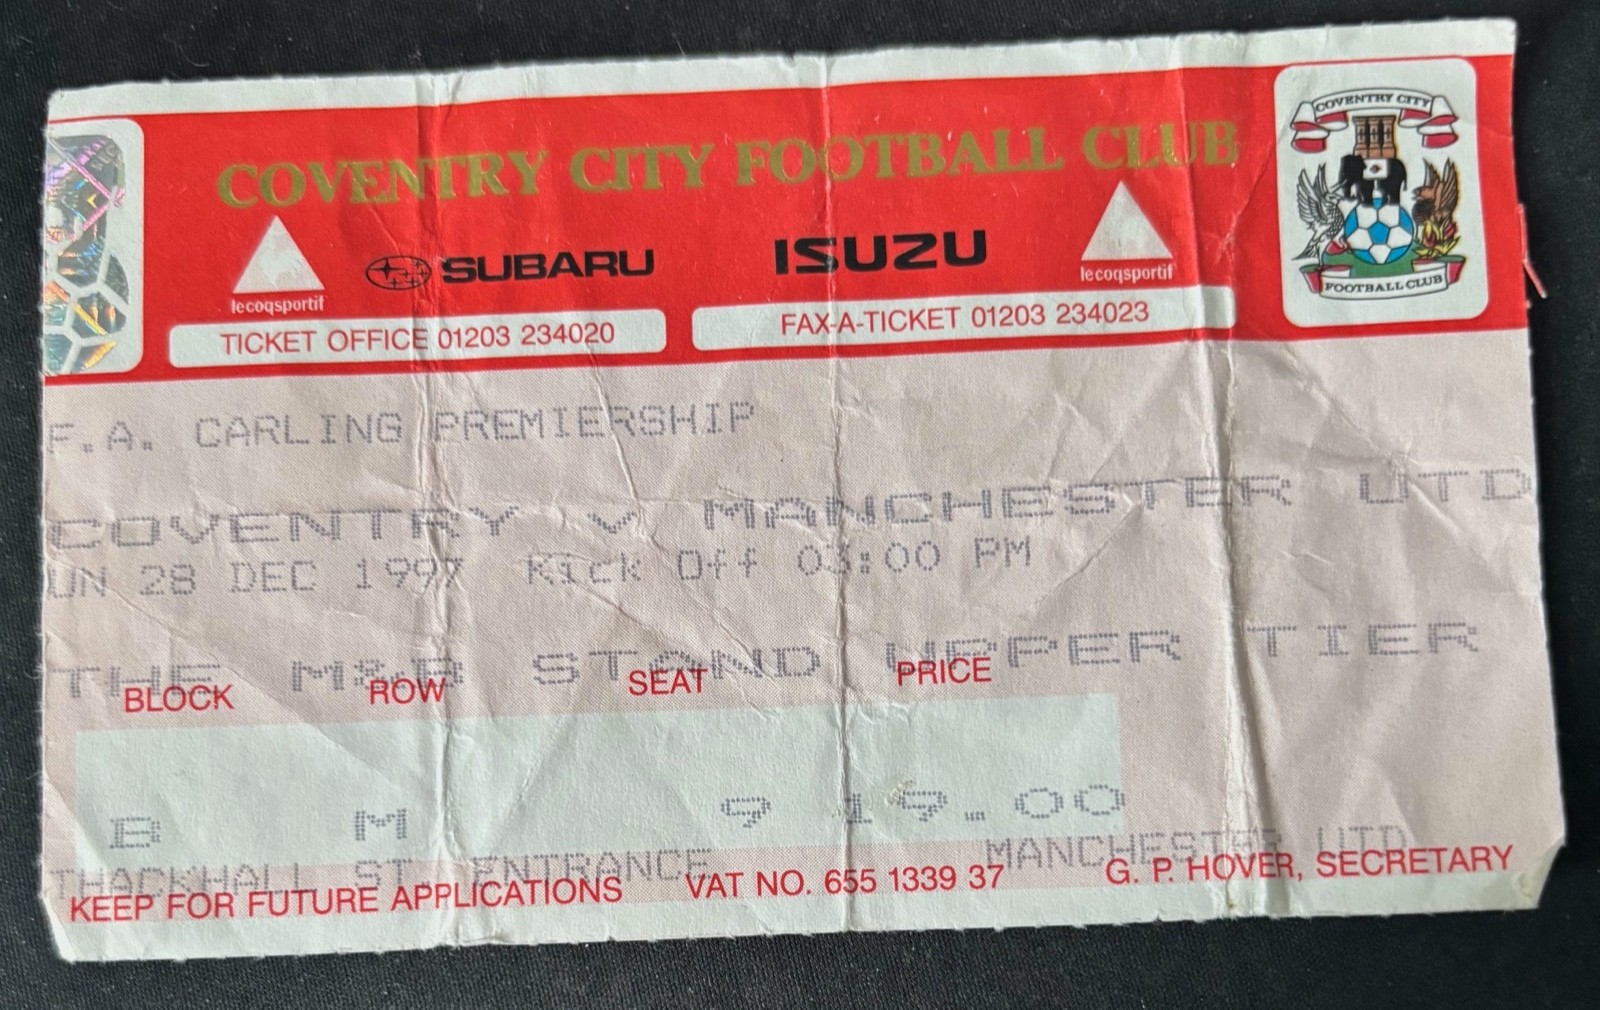 COVENTRY CITY FOOTBALL CLUB
COVENTRY CITY
FOOTBALL CLUB
lecoqsportif
SUBARU
ISUZU
lecoqsportif
TICKET OFFICE 01203 234020
FAX-A-TICKET 01203 234023
F.A. CARLING PREMIERSHIP
COVENTRY v MANCHESTER UTD
UN 28 DEC 1997 Kick Off 03:00 PM
THE M&B STAND UPPER TIER
BLOCK ROW SEAT PRICE
B M 9 19.00
THACKHALL ST. ENTRANCE MANCHESTER UTD
KEEP FOR FUTURE APPLICATIONS VAT NO. 655 1339 37 G. P. HOVER, SECRETARY